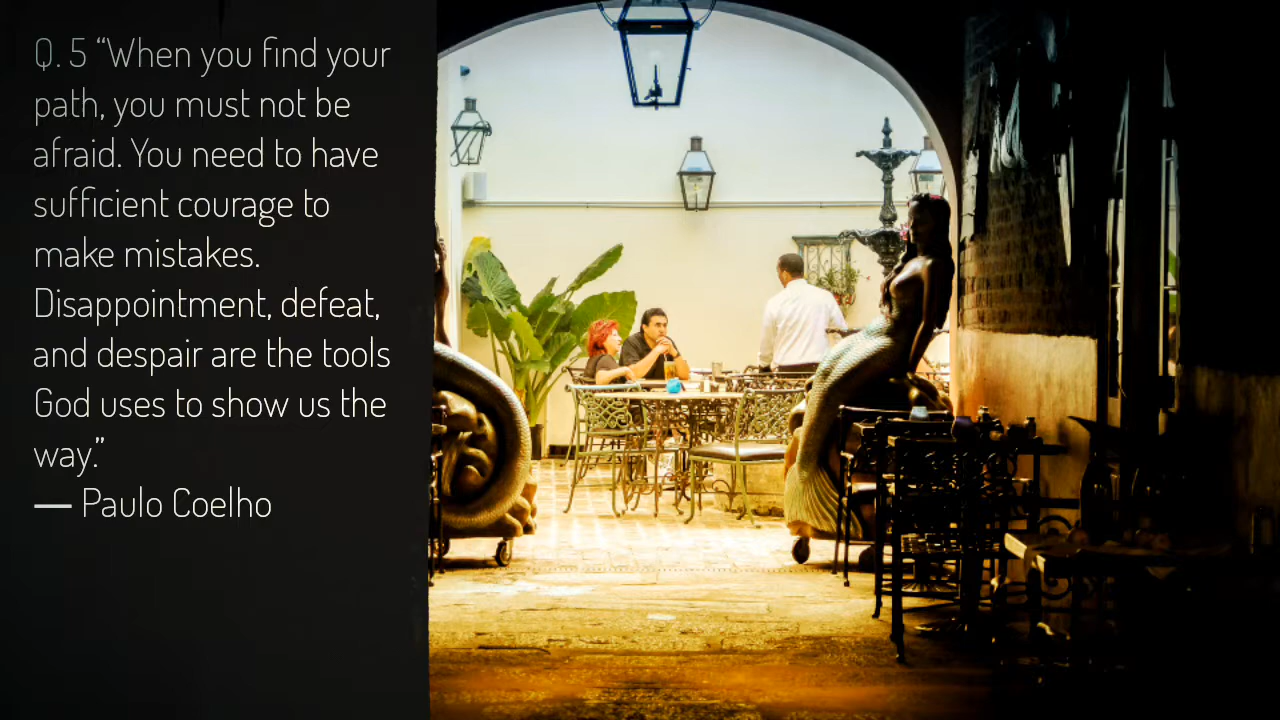 Q. 5 “When you find your
path, you must not be
afraid. You need to have
sufficient courage to
make mistakes.
Disappointment, defeat,
and despair are the tools
God uses to show us the
way.”
— Paulo Coelho